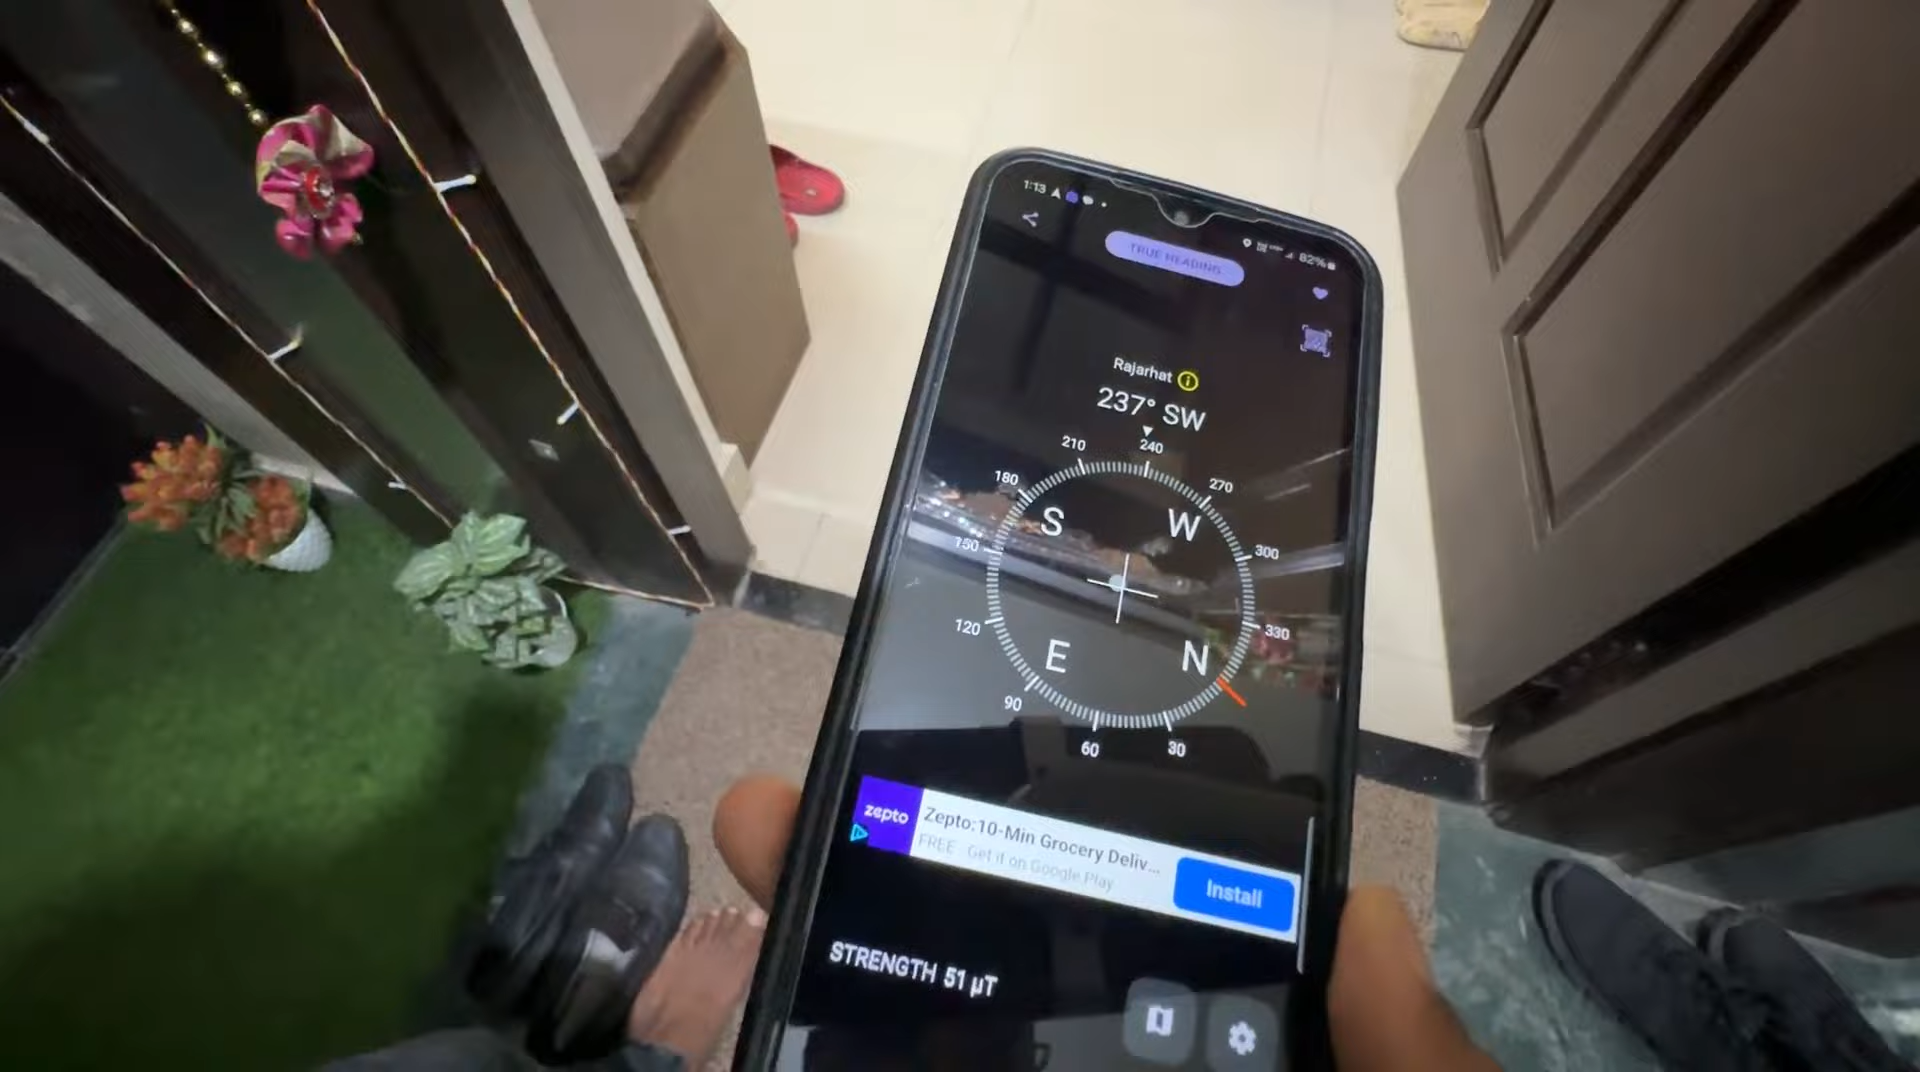 1:13
82%
TRUE HEADING
Rajarhat
237° SW
210 240 270
180 300
S W
150 330
120 E N
90 60 30
zepto Zepto:10-Min Grocery Deliv...
FREE Get it on Google Play
Install
STRENGTH 51 µT